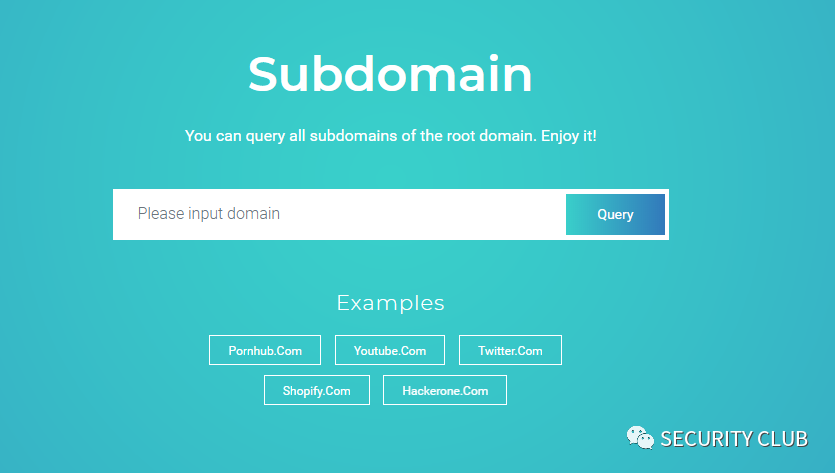 Subdomain
You can query all subdomains of the root domain. Enjoy it!
Please input domain
Query
Examples
Pornhub.Com
Youtube.Com
Twitter.Com
Shopify.Com
Hackerone.Com
SECURITY CLUB